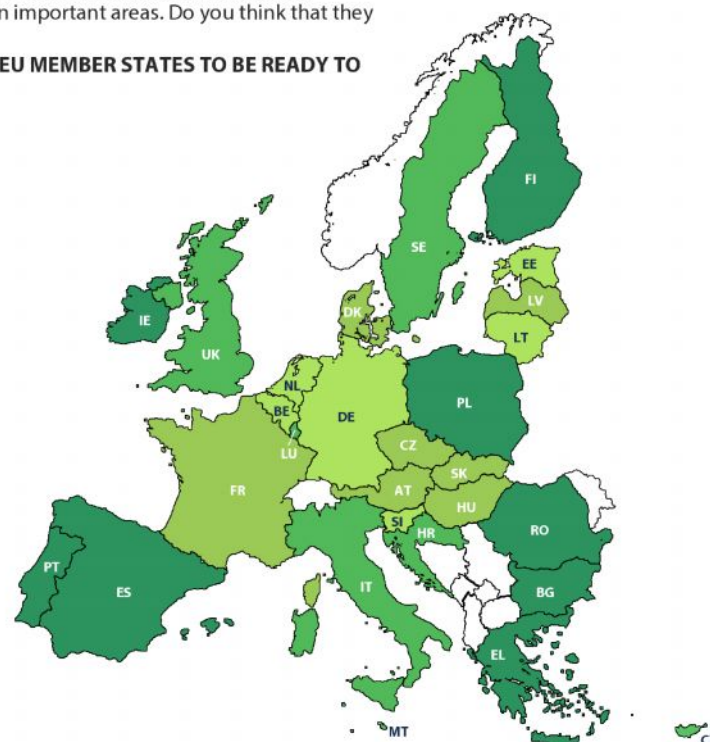 n important areas. Do you think that they
EU MEMBER STATES TO BE READY TO
FI
SE
EE
LV
DK
LT
IE
UK
NL
PL
BE
DE
LU
CZ
SK
FR
AT
HU
SI
HR
RO
PT
ES
IT
BG
EL
MT
C